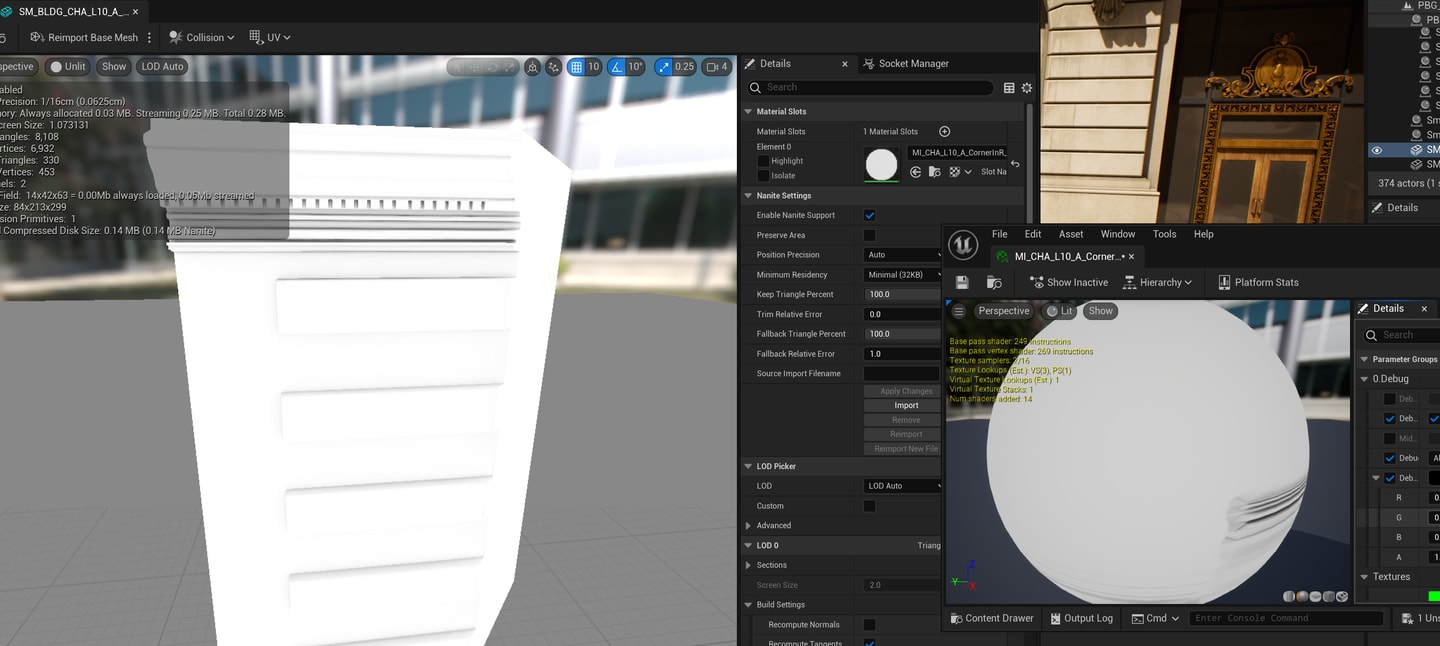 SM_BLDG_CHA_L10_A_... ×
Reimport Base Mesh
Collision
UV
spective
Unlit
Show
LOD Auto
10
10°
0.25
4
abled
Precision: 1/16cm (0.0625cm)
ory: Always allocated 0.03 MB. Streaming 0.25 MB. Total 0.28 MB.
creen Size: 1.073131
angles: 8,108
rtices: 6,932
Triangles: 330
Vertices: 453
els: 2
Field: 14x42x63 = 0.00Mb always loaded, 0.05Mb streamed
ze: 84x213x299
sion Primitives: 1
d Compressed Disk Size: 0.14 MB (0.14 MB Nanite)
Details ×
Socket Manager
Search
Material Slots
Material Slots
1 Material Slots
Element 0
Highlight
Isolate
MI_CHA_L10_A_CornerInR_
Slot Na
Nanite Settings
Enable Nanite Support
Preserve Area
Position Precision
Auto
Minimum Residency
Minimal (32KB)
Keep Triangle Percent
100.0
Trim Relative Error
0.0
Fallback Triangle Percent
100.0
Fallback Relative Error
1.0
Source Import Filename
Apply Changes
Import
Remove
Reimport
Reimport New File
LOD Picker
LOD
LOD Auto
Custom
Advanced
LOD 0
Triang
Sections
Screen Size
2.0
Build Settings
Recompute Normals
Recompute Tangents
PBG_
PB
S
S
S
S
S
S
Sm
Sm
SM
SM
374 actors (1 s
Details
File
Edit
Asset
Window
Tools
Help
MI_CHA_L10_A_Corner...• ×
Show Inactive
Hierarchy
Platform Stats
Perspective
Lit
Show
Base pass shader: 249 instructions
Base pass vertex shader: 269 instructions
Texture samplers: 2/16
Texture Lookups (Est.): VS(3), PS(1)
Virtual Texture Lookups (Est.): 1
Virtual Texture Stacks: 1
Num shaders added: 14
Z
Y
X
Details ×
Search
Parameter Groups
0.Debug
Deb..
Deb..
Mid..
Debu
Al
Deb..
R
0.
G
0.
B
0.
A
1.
Textures
Content Drawer
Output Log
Cmd
Enter Console Command
1 Uns